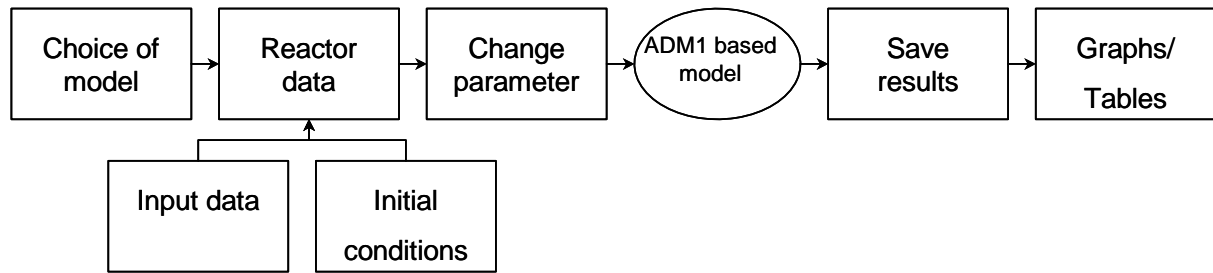 Choice of
model
Reactor
data
Change
parameter
ADM1 based
model
Save
results
Graphs/
Tables
Input data
Initial
conditions